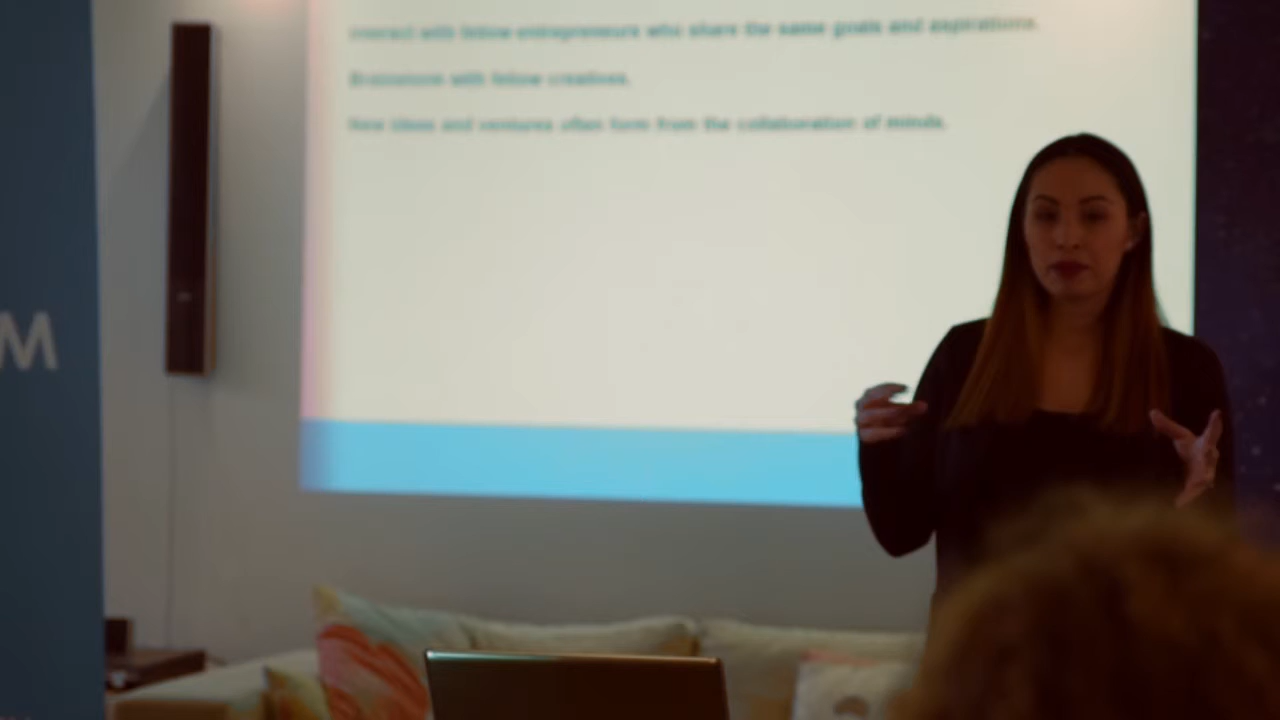 Interact with fellow entrepreneurs who share the same goals and aspirations.
Brainstorm with fellow creatives.
New ideas and ventures often form from the collaboration of minds.
M